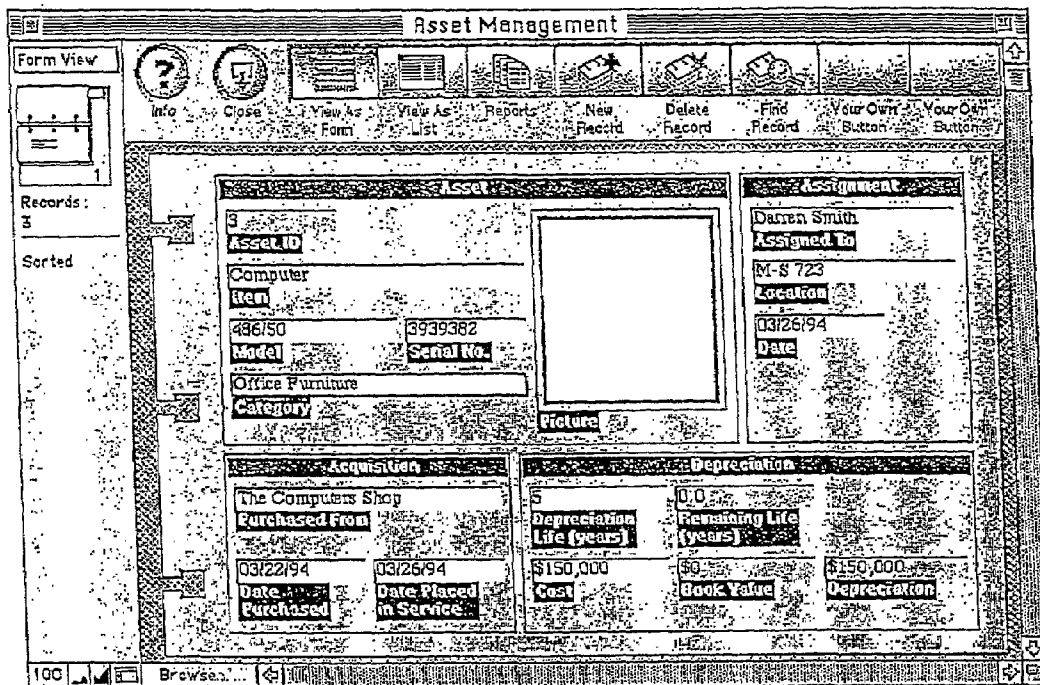 Asset Management
Form View
1
Records:
3
Sorted
Info
Close
View As Form
View As List
Reports
New Record
Delete Record
Find Record
Your Own Button
Your Own Button
Asset
3
Asset ID
Computer
Item
486/50
Model
3939382
Serial No.
Office Furniture
Category
Picture
Assignment
Darren Smith
Assigned To
M-S 723
Location
03/26/94
Date
Acquisition
The Computers Shop
Purchased From
03/22/94
Date Purchased
03/26/94
Date Placed in Service
Depreciation
5
Depreciation Life (years)
0.0
Remaining Life (years)
$150,000
Cost
$0
Book Value
$150,000
Depreciation
100
Browse